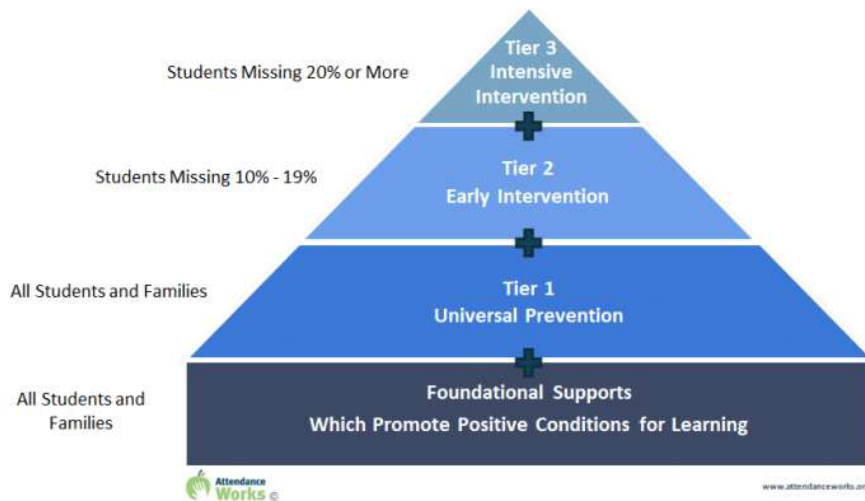 Students Missing 20% or More
Tier 3
Intensive
Intervention
Students Missing 10% - 19%
Tier 2
Early Intervention
All Students and Families
Tier 1
Universal Prevention
All Students and
Families
Foundational Supports
Which Promote Positive Conditions for Learning
Attendance
Works ©
www.attendanceworks.o